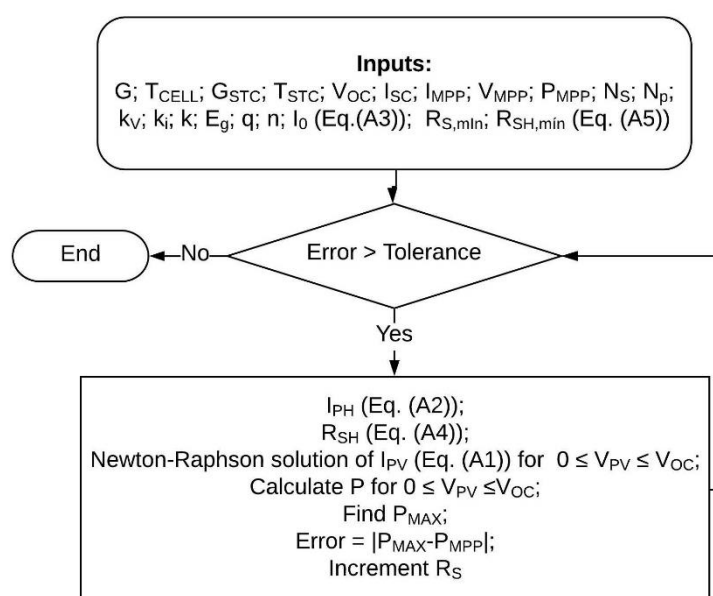 Inputs:
G; T_CELL; G_STC; T_STC; V_OC; I_SC; I_MPP; V_MPP; P_MPP; N_S; N_p;
k_V; k_i; k; E_g; q; n; I_0 (Eq.(A3)); R_S,mIn; R_SH,mín (Eq. (A5))
Error > Tolerance
No
End
Yes
I_PH (Eq. (A2));
R_SH (Eq. (A4));
Newton-Raphson solution of I_PV (Eq. (A1)) for 0 ≤ V_PV ≤ V_OC;
Calculate P for 0 ≤ V_PV ≤V_OC;
Find P_MAX;
Error = |P_MAX-P_MPP|;
Increment R_S